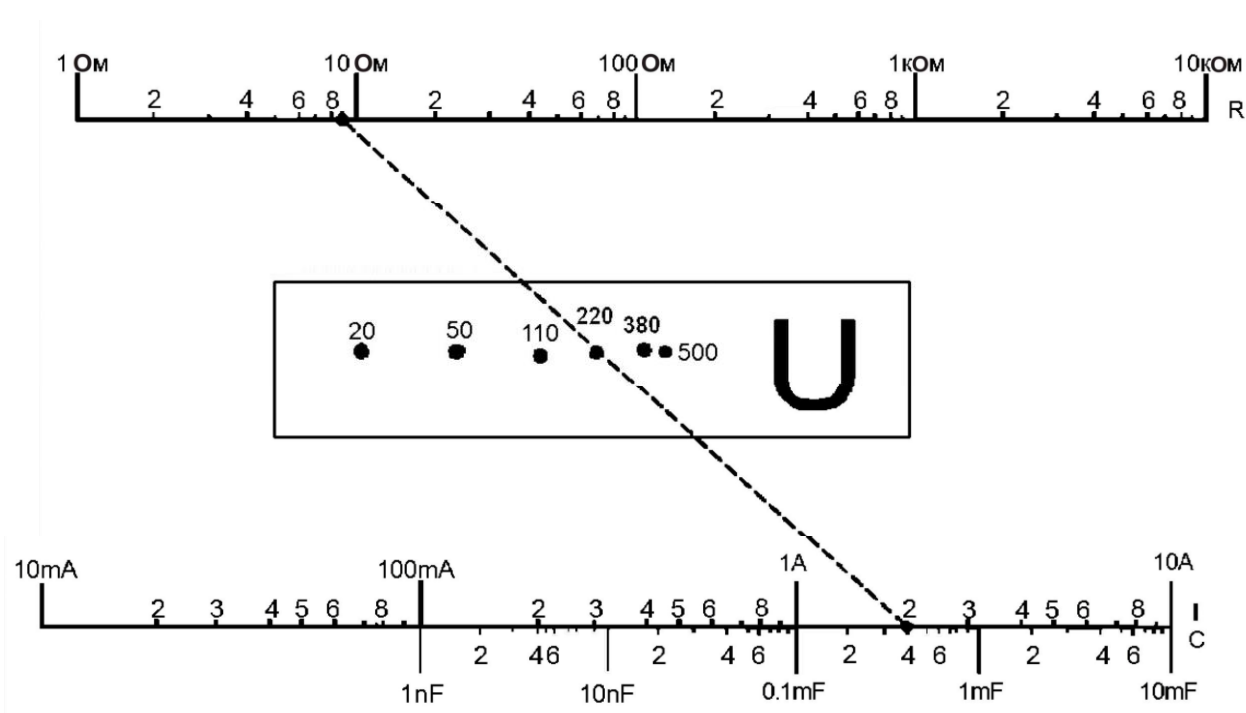 1 Ом 10 Ом 100 Ом 1кОм 10кОм
2 4 6 8 2 4 6 8 2 4 6 8 2 4 6 8 R
20 50 110 220 380 500 U
10mA 100mA 1A 10A
2 3 4 5 6 8 2 3 4 5 6 8 2 3 4 5 6 8 I
2 4 6 2 4 6 2 4 6 2 4 6 C
1nF 10nF 0.1mF 1mF 10mF